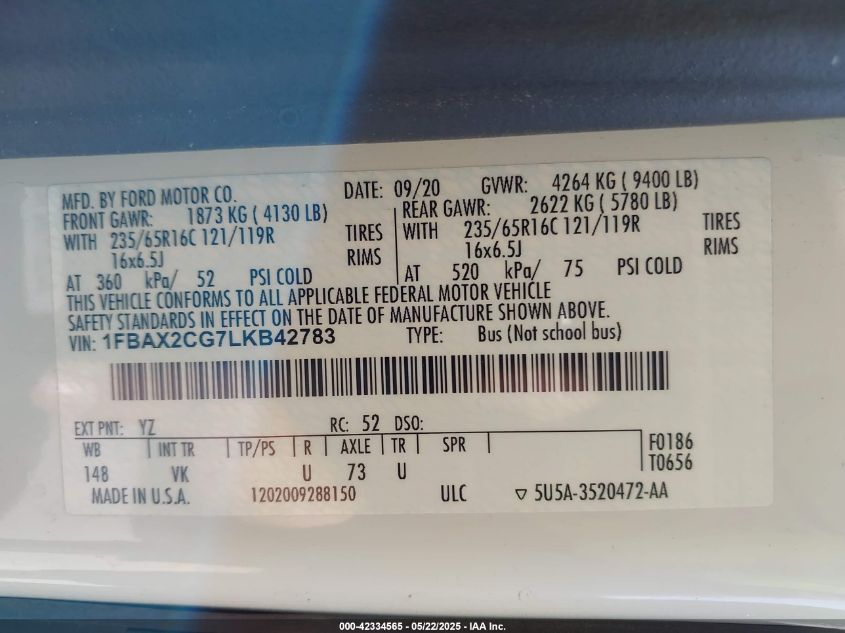 MFD. BY FORD MOTOR CO. DATE: 09/20 GVWR: 4264 KG ( 9400 LB)
FRONT GAWR: 1873 KG ( 4130 LB) REAR GAWR: 2622 KG ( 5780 LB)
WITH 235/65R16C 121/119R TIRES WITH 235/65R16C 121/119R TIRES
16x6.5J RIMS 16x6.5J RIMS
AT 360 kPa/ 52 PSI COLD AT 520 kPa/ 75 PSI COLD
THIS VEHICLE CONFORMS TO ALL APPLICABLE FEDERAL MOTOR VEHICLE
SAFETY STANDARDS IN EFFECT ON THE DATE OF MANUFACTURE SHOWN ABOVE.
VIN: 1FBAX2CG7LKB42783 TYPE: Bus (Not school bus)
EXT PNT: YZ RC: 52 DSO:
WB INT TR TP/PS R AXLE TR SPR F0186
148 VK U 73 U T0656
MADE IN U.S.A. 1202009288150 ULC ▽ 5U5A-3520472-AA
000-42334565 - 05/22/2025 - IAA Inc.